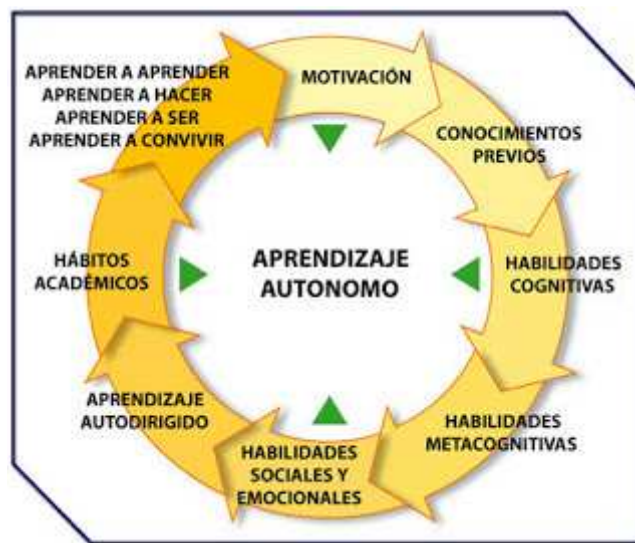 MOTIVACIÓN
CONOCIMIENTOS
PREVIOS
HABILIDADES
COGNITIVAS
HABILIDADES
METACOGNITIVAS
HABILIDADES
SOCIALES Y
EMOCIONALES
APRENDIZAJE
AUTODIRIGIDO
HÁBITOS
ACADÉMICOS
APRENDER A APRENDER
APRENDER A HACER
APRENDER A SER
APRENDER A CONVIVIR
APRENDIZAJE
AUTONOMO